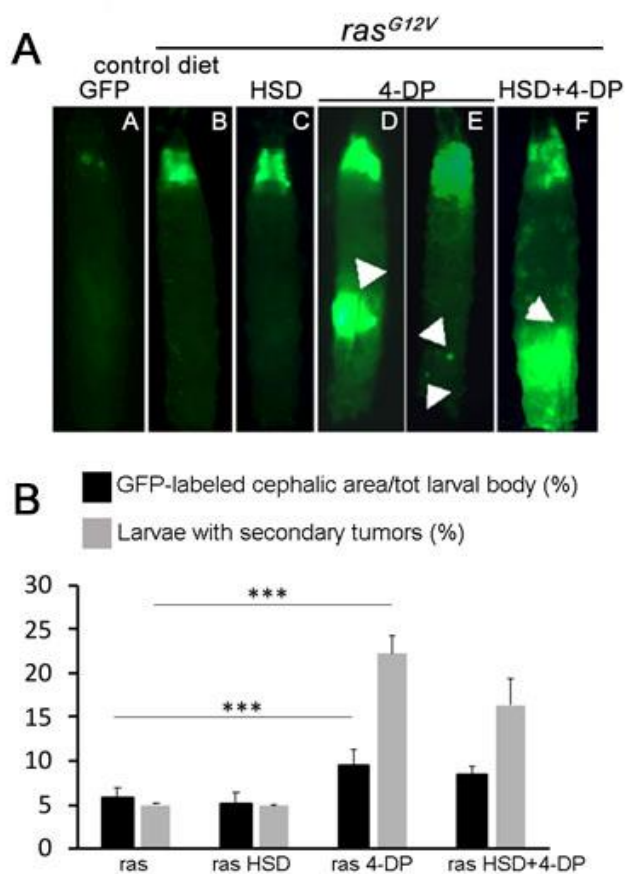 ras^G12V
A
control diet
GFP HSD 4-DP HSD+4-DP
A B C D E F
B
GFP-labeled cephalic area/tot larval body (%)
Larvae with secondary tumors (%)
30
25
20
15
10
5
0
***
***
ras ras HSD ras 4-DP ras HSD+4-DP